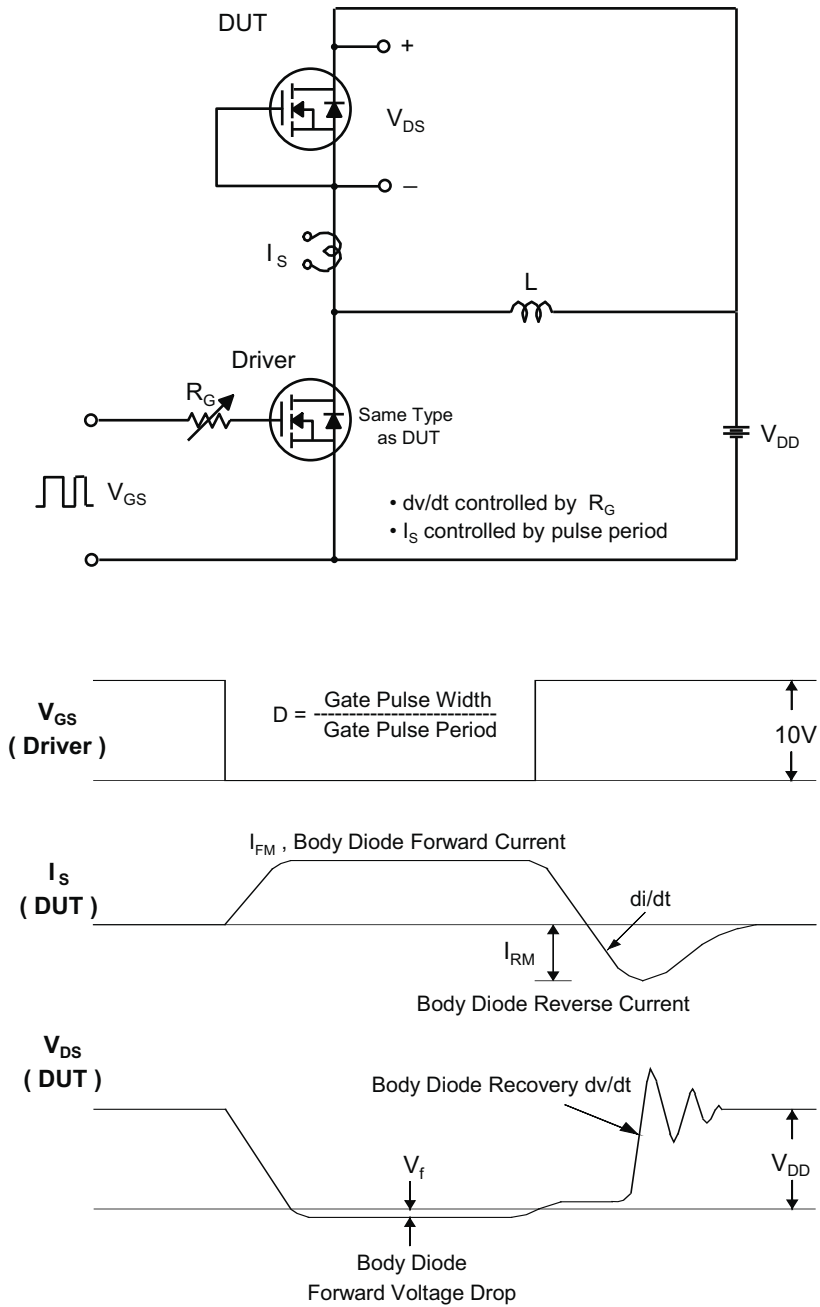 DUT
+
V_DS
_
I_S
L
Driver
R_G
Same Type
as DUT
V_DD
V_GS
• dv/dt controlled by R_G
• I_S controlled by pulse period
V_GS
( Driver )
D = Gate Pulse Width
Gate Pulse Period
10V
I_FM , Body Diode Forward Current
I_S
( DUT )
di/dt
I_RM
Body Diode Reverse Current
V_DS
( DUT )
Body Diode Recovery dv/dt
V_f
V_DD
Body Diode
Forward Voltage Drop